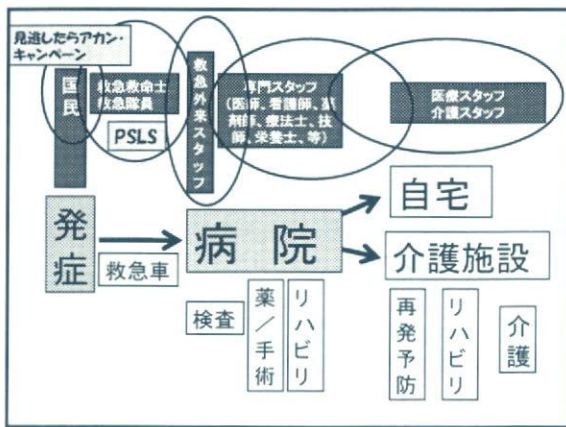 見逃したらアカン・
キャンペーン
国民
救急救命士
救急隊員
PSLS
救急外来スタッフ
専門スタッフ
(医師、看護師、薬
剤師、療法士、技
師、栄養士、等)
医療スタッフ
介護スタッフ
発症
救急車
病院
自宅
介護施設
検査
薬/手術
リハビリ
再発予防
リハビリ
介護